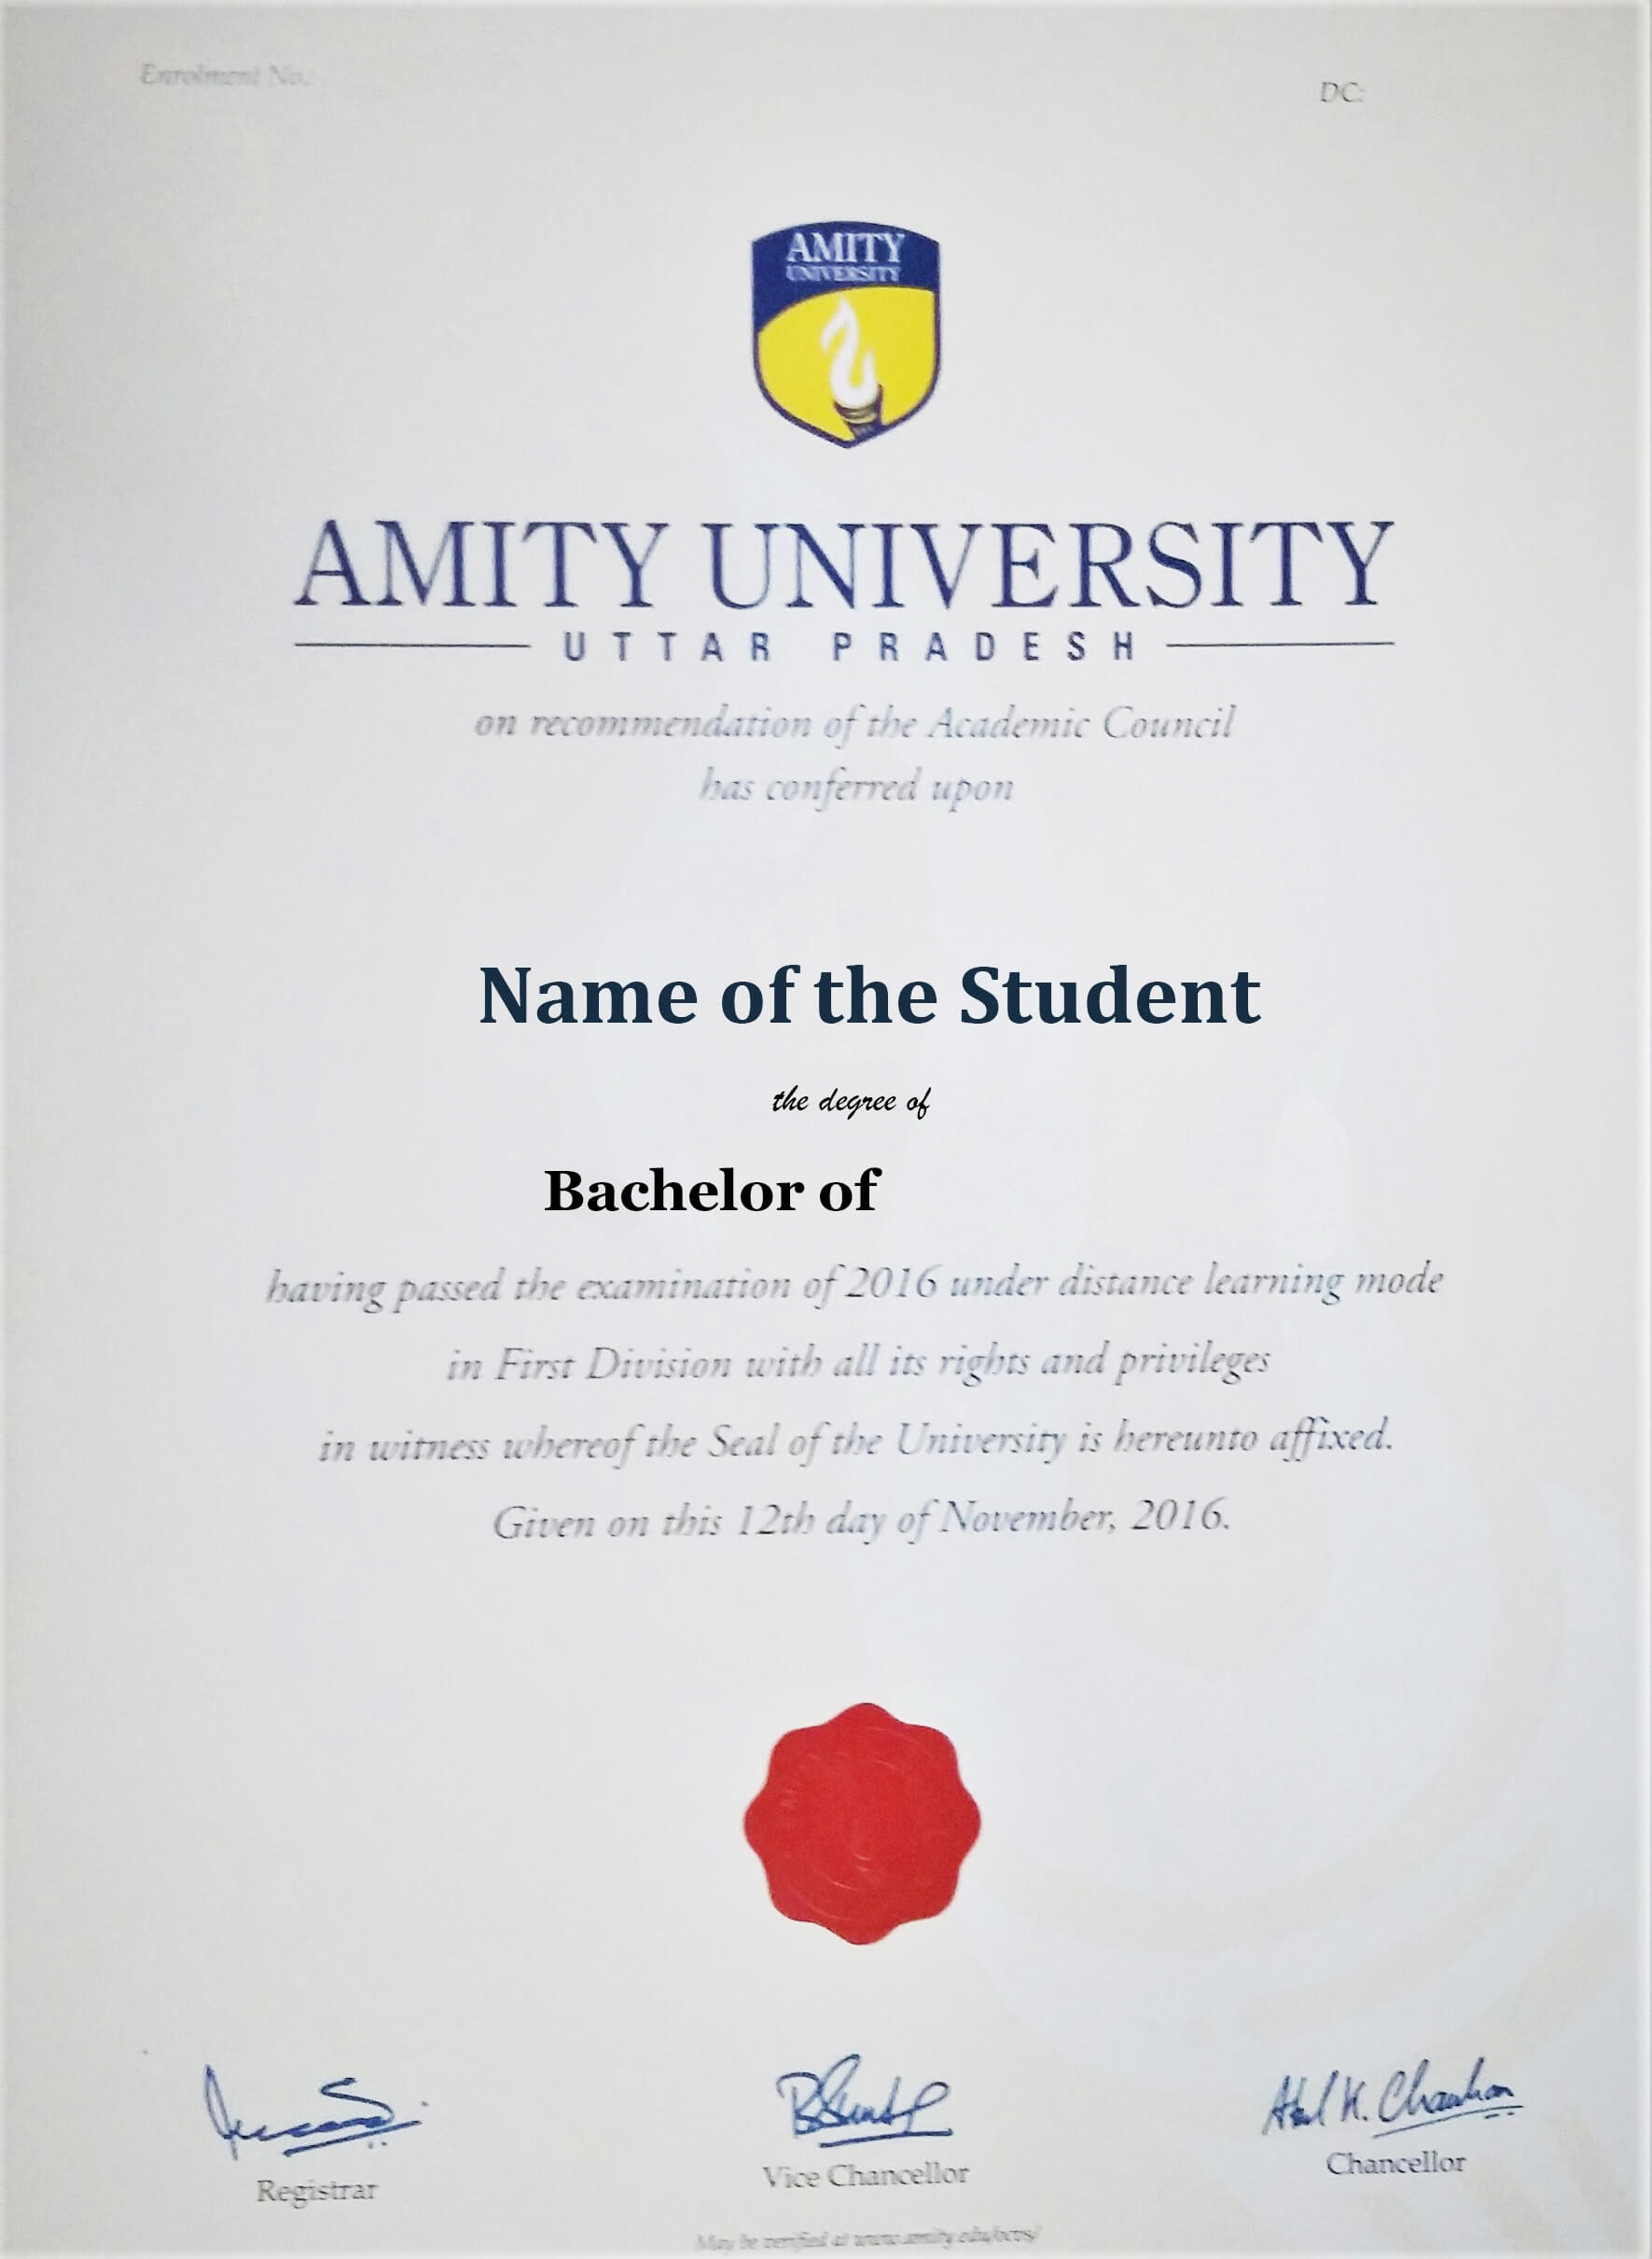 Enrolment No.:
DC:
AMITY
UNIVERSITY
AMITY UNIVERSITY
UTTAR PRADESH
on recommendation of the Academic Council
has conferred upon
Name of the Student
the degree of
Bachelor of
having passed the examination of 2016 under distance learning mode
in First Division with all its rights and privileges
in witness whereof the Seal of the University is hereunto affixed.
Given on this 12th day of November, 2016.
Atul K. Chauhan
Registrar
Vice Chancellor
Chancellor
May be verified at www.amity.edu/